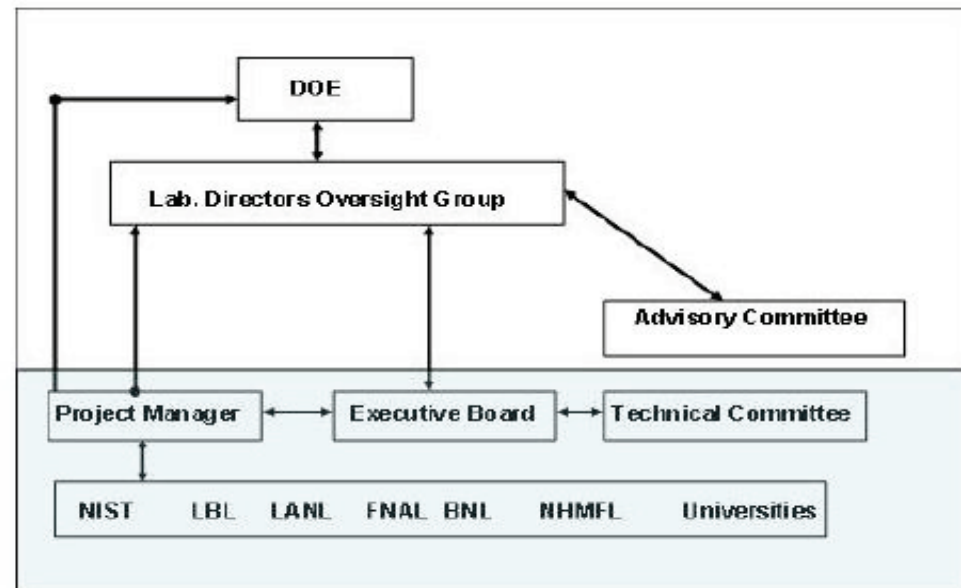 DOE
Lab. Directors Oversight Group
Advisory Committee
Project Manager Executive Board Technical Committee
NIST LBL LANL FNAL BNL NHMFL Universities